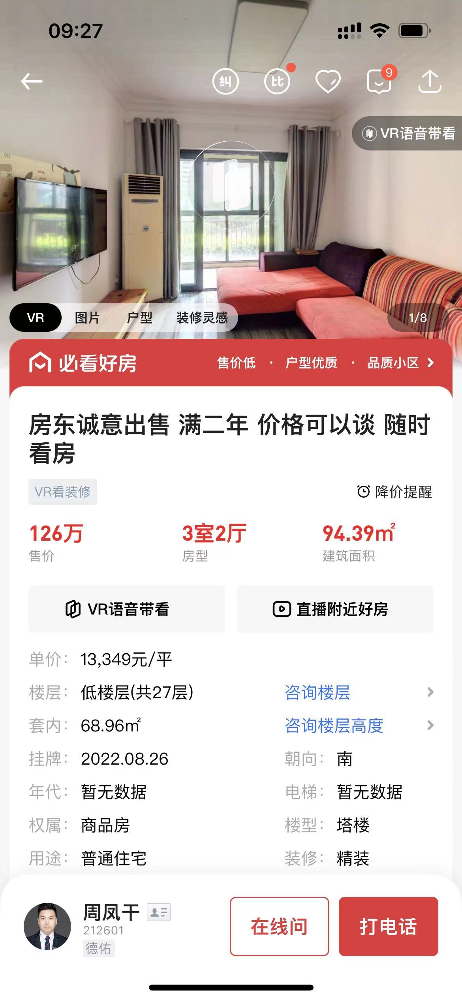 09:27
纠
比
9
VR语音带看
VR
图片
户型
装修灵感
1/8
必看好房
售价低 · 户型优质 · 品质小区
房东诚意出售 满二年 价格可以谈 随时
看房
VR看装修
降价提醒
126万
3室2厅
94.39㎡
售价
房型
建筑面积
VR语音带看
直播附近好房
单价： 13,349元/平
楼层： 低楼层(共27层)
咨询楼层
套内： 68.96㎡
咨询楼层高度
挂牌： 2022.08.26
朝向： 南
年代： 暂无数据
电梯： 暂无数据
权属： 商品房
楼型： 塔楼
用途： 普通住宅
装修： 精装
周凤干
212601
德佑
在线问
打电话